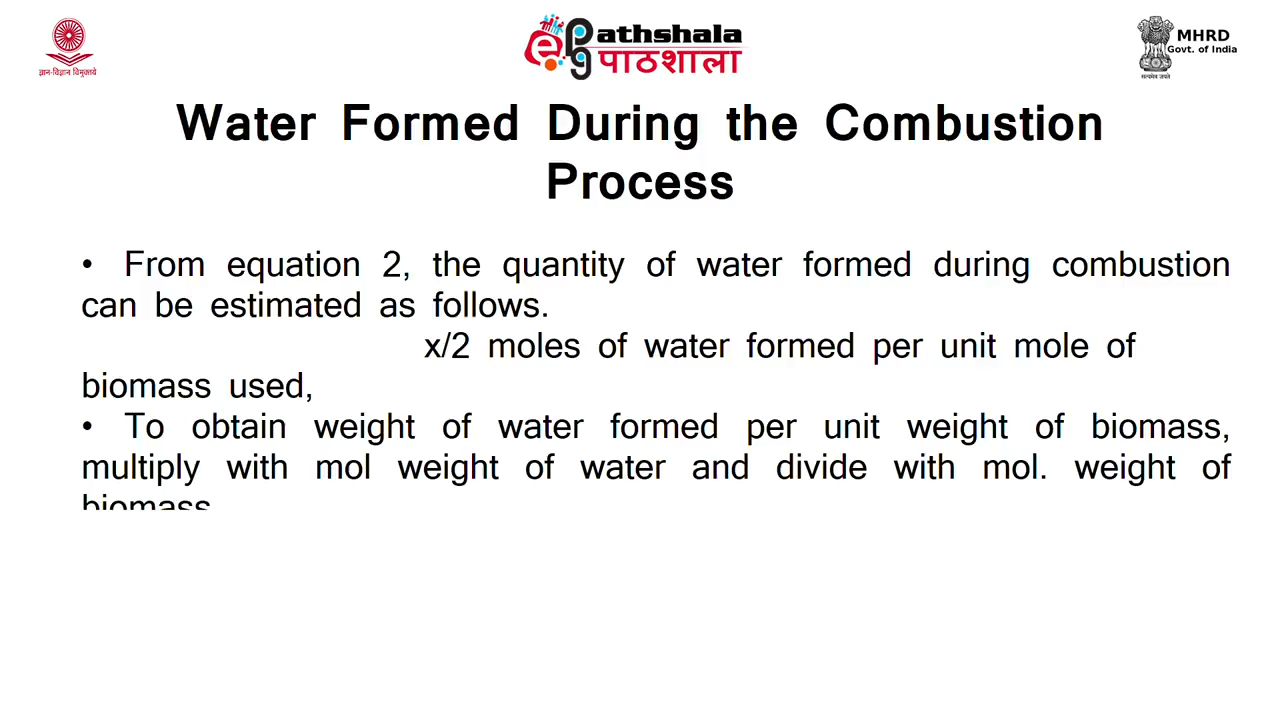 ज्ञान-विज्ञान विमुक्तये
e Pg athshala
पाठशाला
सत्यमेव जयते
MHRD
Govt. of India
Water Formed During the Combustion
Process
• From equation 2, the quantity of water formed during combustion
can be estimated as follows.
x/2 moles of water formed per unit mole of
biomass used,
• To obtain weight of water formed per unit weight of biomass,
multiply with mol weight of water and divide with mol. weight of
biomass